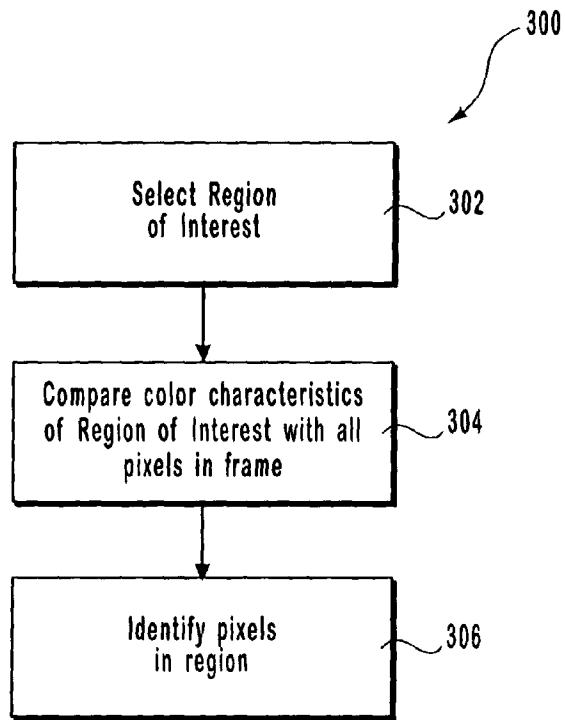 300
Select Region
of Interest
302
Compare color characteristics
of Region of Interest with all
pixels in frame
304
Identify pixels
in region
306